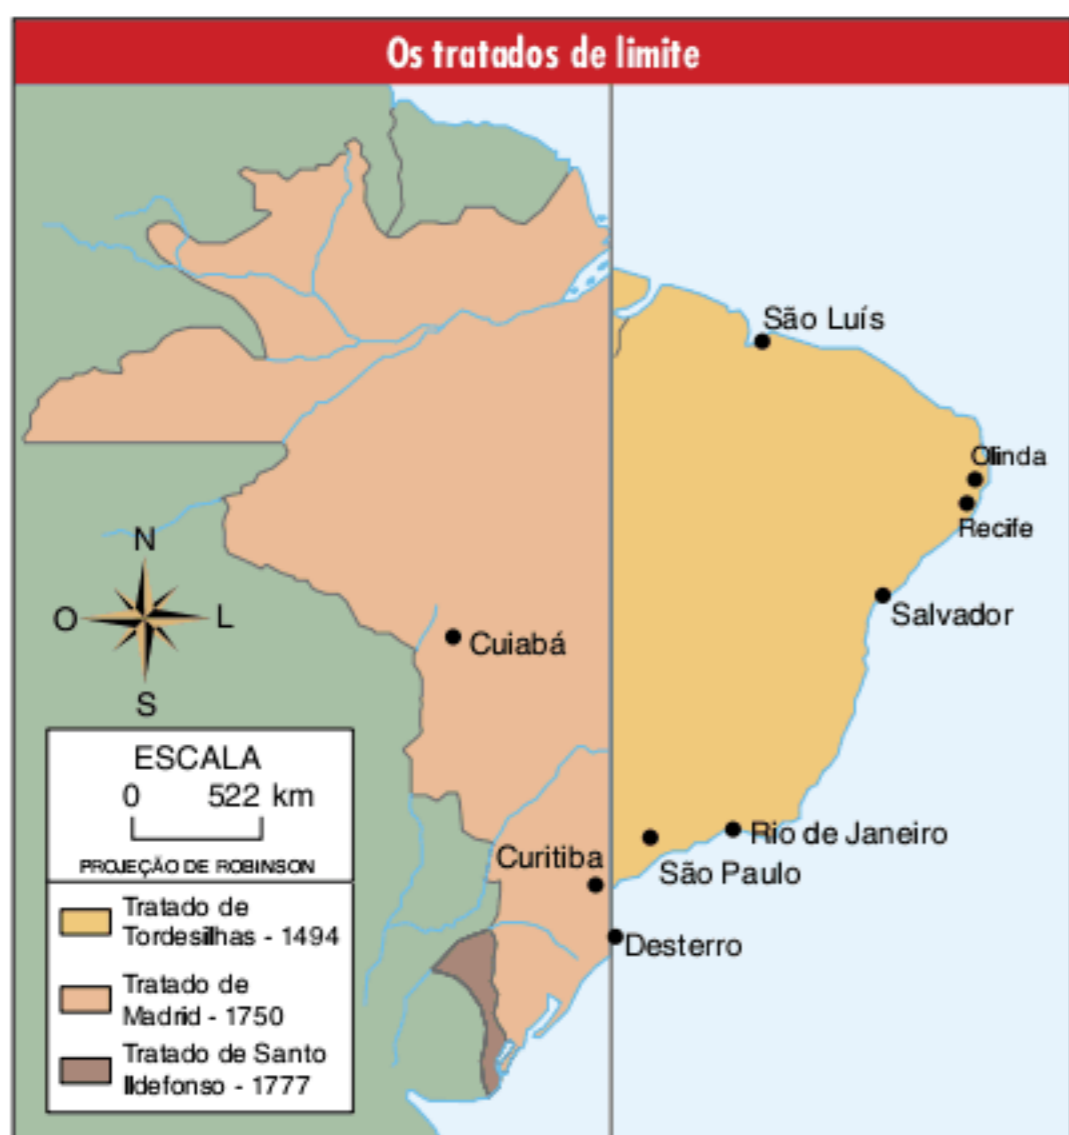 Os tratados de limite
São Luís
Olinda
Recife
Salvador
N
O
L
S
Cuiabá
ESCALA
0 522 km
PROJEÇÃO DE ROBINSON
Rio de Janeiro
São Paulo
Curitiba
Desterro
Tratado de
Tordesilhas - 1494
Tratado de
Madrid - 1750
Tratado de Santo
Ildefonso - 1777